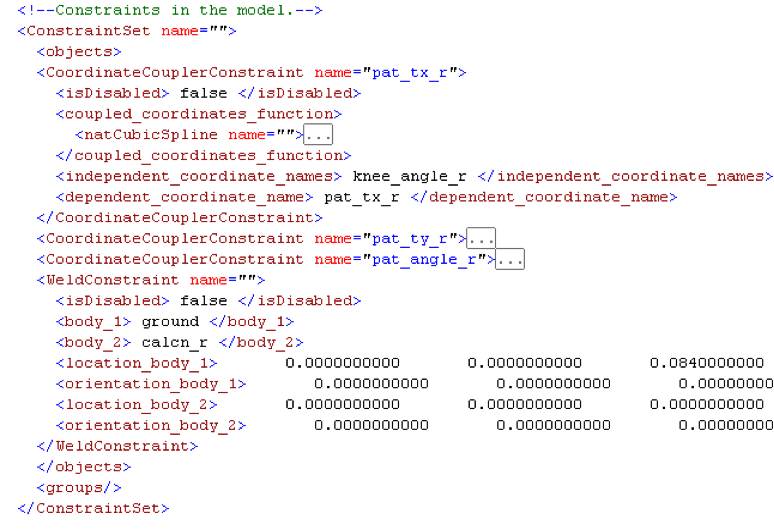 <!--Constraints in the model.-->
<ConstraintSet name="">
<objects>
<CoordinateCouplerConstraint name="pat_tx_r">
<isDisabled> false </isDisabled>
<coupled_coordinates_function>
<natCubicSpline name="">...
</coupled_coordinates_function>
<independent_coordinate_names> knee_angle_r </independent_coordinate_names>
<dependent_coordinate_name> pat_tx_r </dependent_coordinate_name>
</CoordinateCouplerConstraint>
<CoordinateCouplerConstraint name="pat_ty_r">...
<CoordinateCouplerConstraint name="pat_angle_r">...
<WeldConstraint name="">
<isDisabled> false </isDisabled>
<body_1> ground </body_1>
<body_2> calcn_r </body_2>
<location_body_1> 0.0000000000 0.0000000000 0.0840000000
<orientation_body_1> 0.0000000000 0.0000000000 0.00000000
<location_body_2> 0.0000000000 0.0000000000 0.0000000000
<orientation_body_2> 0.0000000000 0.0000000000 0.00000000
</WeldConstraint>
</objects>
<groups/>
</ConstraintSet>